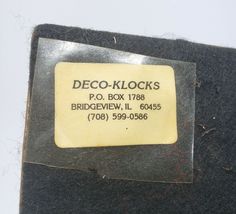 DECO-KLOCKS
P.O. BOX 1788
BRIDGEVIEW, IL 60455
(708) 599-0586